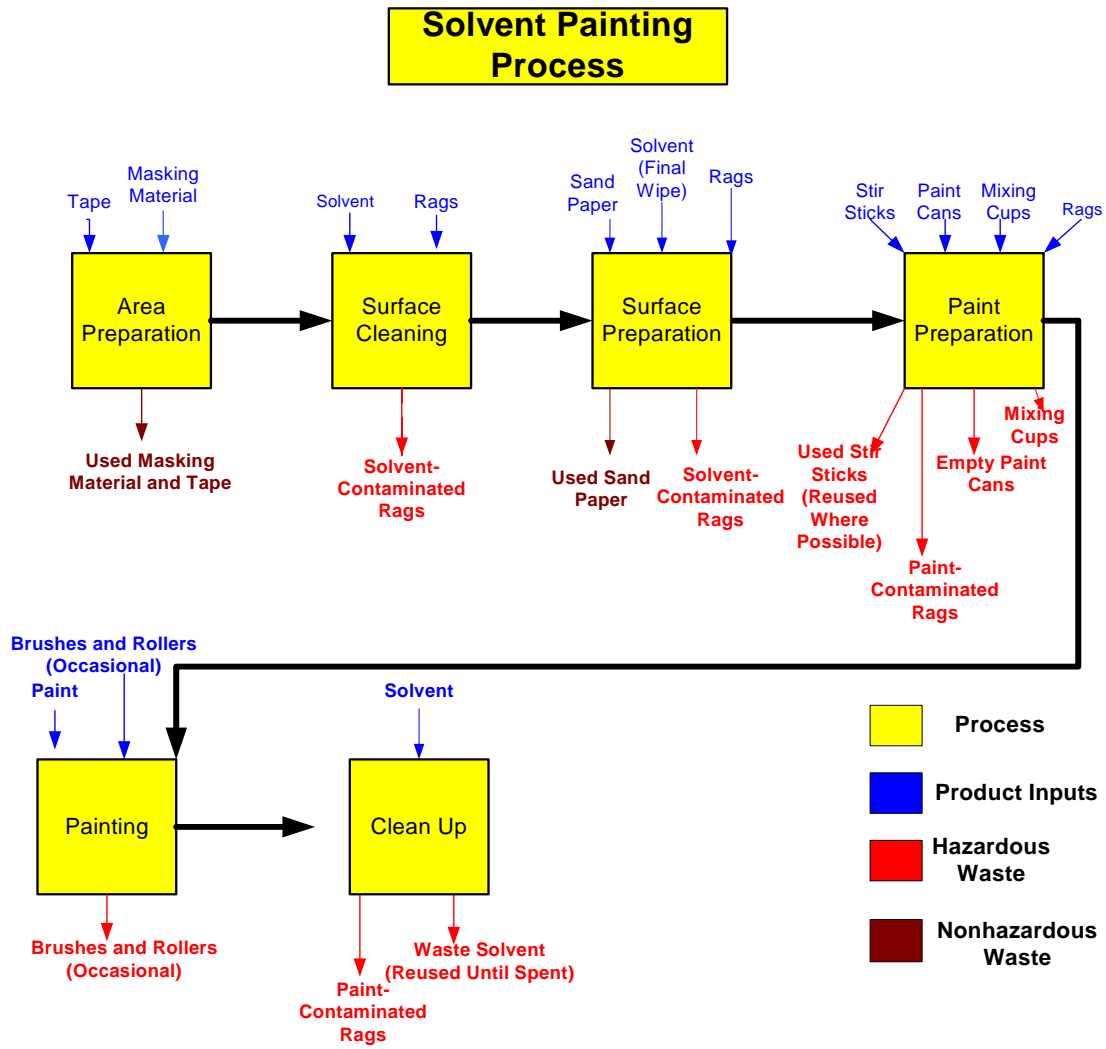 Solvent Painting
Process
Tape
Masking
Material
Solvent
Rags
Sand
Paper
Solvent
(Final
Wipe)
Rags
Stir
Sticks
Paint
Cans
Mixing
Cups
Rags
Area
Preparation
Surface
Cleaning
Surface
Preparation
Paint
Preparation
Used Masking
Material and Tape
Solvent-
Contaminated
Rags
Used Sand
Paper
Solvent-
Contaminated
Rags
Used Stir
Sticks
(Reused
Where
Possible)
Paint-
Contaminated
Rags
Empty Paint
Cans
Mixing
Cups
Brushes and Rollers
(Occasional)
Paint
Solvent
Painting
Clean Up
Brushes and Rollers
(Occasional)
Paint-
Contaminated
Rags
Waste Solvent
(Reused Until Spent)
Process
Product Inputs
Hazardous
Waste
Nonhazardous
Waste